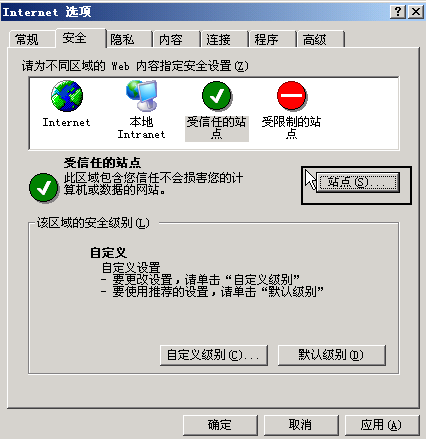 Internet 选项
常规 安全 隐私 内容 连接 程序 高级
请为不同区域的 Web 内容指定安全设置(Z)
Internet 本地 Intranet 受信任的站点 受限制的站点
受信任的站点
此区域包含您信任不会损害您的计
算机或数据的网站。
站点(S)...
该区域的安全级别(L)
自定义
自定义设置
- 要更改设置，请单击“自定义级别”
- 要使用推荐的设置，请单击“默认级别”
自定义级别(C)... 默认级别(D)
确定 取消 应用(A)